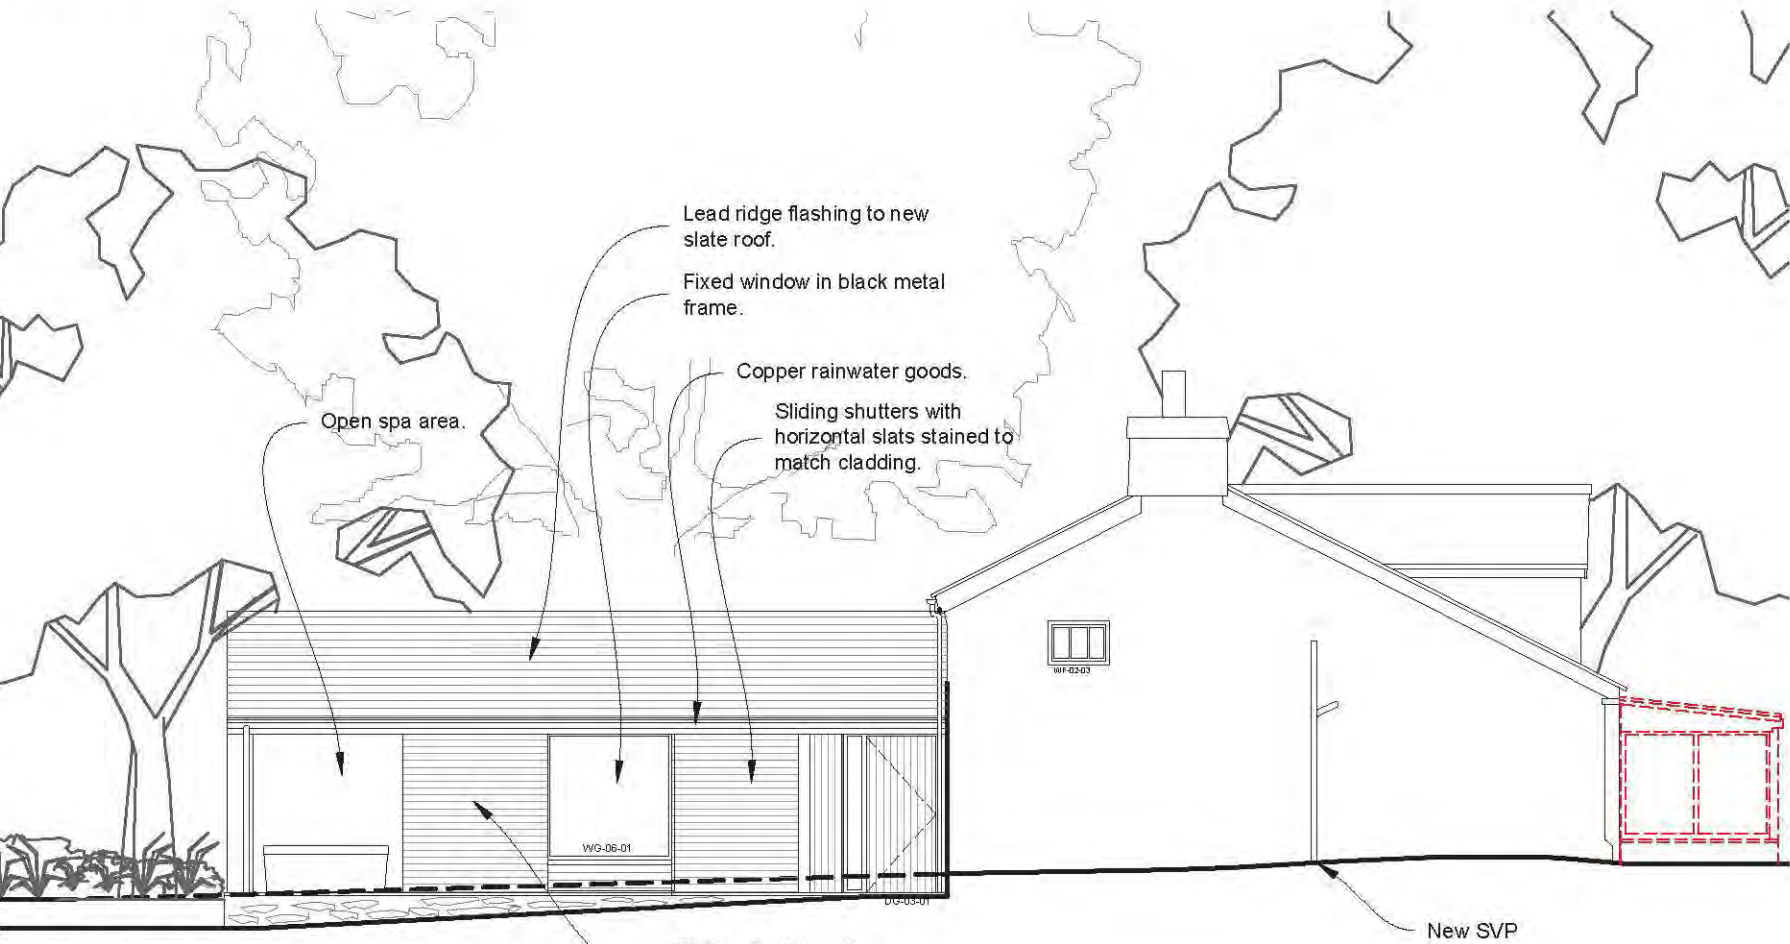 Lead ridge flashing to new
slate roof.
Fixed window in black metal
frame.
Copper rainwater goods.
Open spa area.
Sliding shutters with
horizontal slats stained to
match cladding.
WF-02-03
WG-06-01
DG-03-01
New SVP